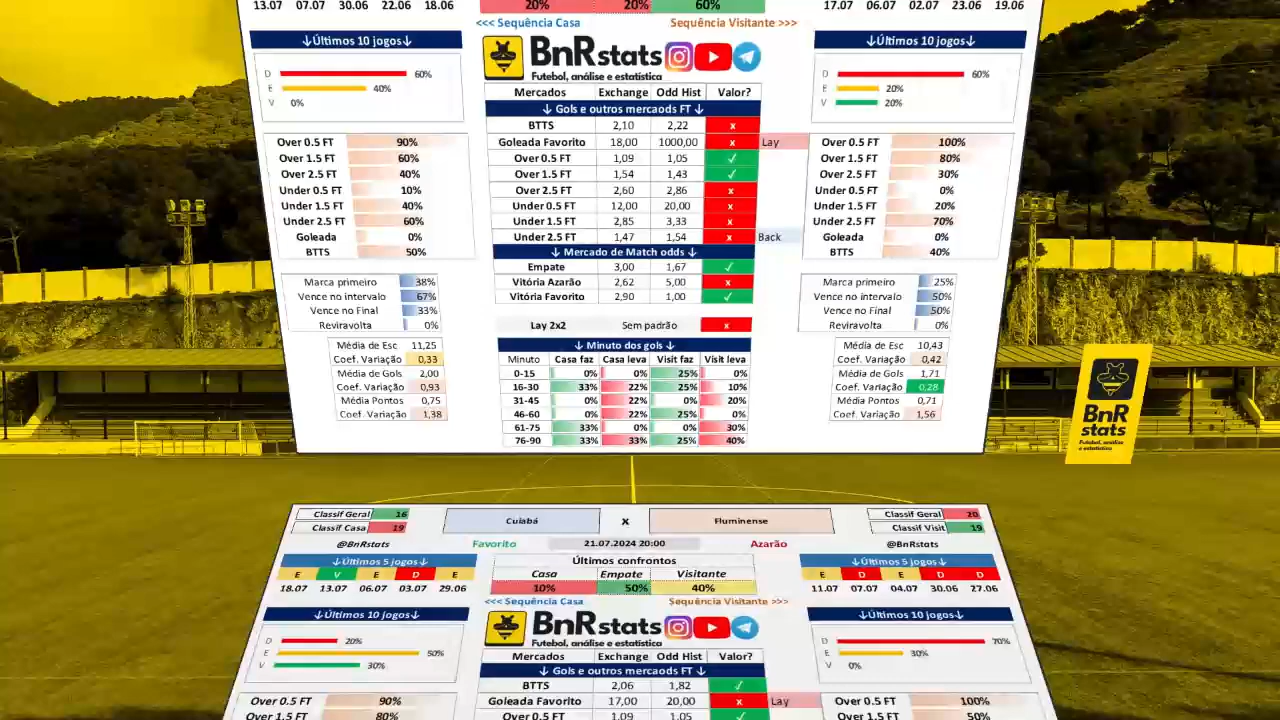 13.07 07.07 30.06 22.06 18.06 20% 20% 60% 17.07 06.07 02.07 23.06 19.06
<<< Sequência Casa Sequência Visitante >>>
↓Últimos 10 jogos↓ ↓Últimos 10 jogos↓
BnRstats
Futebol, análise e estatística
D 60% D 60%
E 40% E 20%
V 0% V 20%
Mercados Exchange Odd Hist Valor?
↓ Gols e outros mercaods FT ↓
BTTS 2,10 2,22 x
Over 0.5 FT 90% Goleada Favorito 18,00 1000,00 x Lay Over 0.5 FT 100%
Over 1.5 FT 60% Over 0.5 FT 1,09 1,05 ✓ Over 1.5 FT 80%
Over 2.5 FT 40% Over 1.5 FT 1,54 1,43 ✓ Over 2.5 FT 30%
Under 0.5 FT 10% Over 2.5 FT 2,60 2,86 x Under 0.5 FT 0%
Under 1.5 FT 40% Under 0.5 FT 12,00 20,00 x Under 1.5 FT 20%
Under 2.5 FT 60% Under 1.5 FT 2,85 3,33 x Under 2.5 FT 70%
Goleada 0% Under 2.5 FT 1,47 1,54 x Back Goleada 0%
BTTS 50% ↓ Mercado de Match odds ↓ BTTS 40%
Empate 3,00 1,67 ✓
Marca primeiro 38% Vitória Azarão 2,62 5,00 x Marca primeiro 25%
Vence no intervalo 67% Vitória Favorito 2,90 1,00 ✓ Vence no intervalo 50%
Vence no Final 33% Vence no Final 50%
Reviravolta 0% Lay 2x2 Sem padrão x Reviravolta 0%
Média de Esc 11,25 ↓ Minuto dos gols ↓ Média de Esc 10,43
Coef. Variação 0,33 Minuto Casa faz Casa leva Visit faz Visit leva Coef. Variação 0,42
Média de Gols 2,00 0-15 0% 0% 25% 0% Média de Gols 1,71
Coef. Variação 0,93 16-30 33% 22% 25% 10% Coef. Variação 0,28
Média Pontos 0,75 31-45 0% 22% 0% 20% Média Pontos 0,71
Coef. Variação 1,38 46-60 0% 22% 25% 0% Coef. Variação 1,56
61-75 33% 0% 0% 30%
76-90 33% 33% 25% 40%
BnR
stats
Futebol, análise
e estatística
Classif Geral 16 Cuiabá x Fluminense Classif Geral 20
Classif Casa 19 Classif Visit 19
@BnRstats Favorito 21.07.2024 20:00 Azarão @BnRstats
↓Últimos 5 jogos↓ Últimos confrontos ↓Últimos 5 jogos↓
E V E D E Casa Empate Visitante E D E D D
18.07 13.07 06.07 03.07 29.06 10% 50% 40% 11.07 07.07 04.07 30.06 27.06
<<< Sequência Casa Sequência Visitante >>>
↓Últimos 10 jogos↓ ↓Últimos 10 jogos↓
BnRstats
Futebol, análise e estatística
D 20% D 70%
E 50% E 30%
V 30% V 0%
Mercados Exchange Odd Hist Valor?
↓ Gols e outros mercaods FT ↓
BTTS 2,06 1,82 ✓
Over 0.5 FT 90% Goleada Favorito 17,00 20,00 x Lay Over 0.5 FT 100%
Over 1.5 FT 80% Over 0.5 FT 1,09 1,05 ✓ Over 1.5 FT 50%